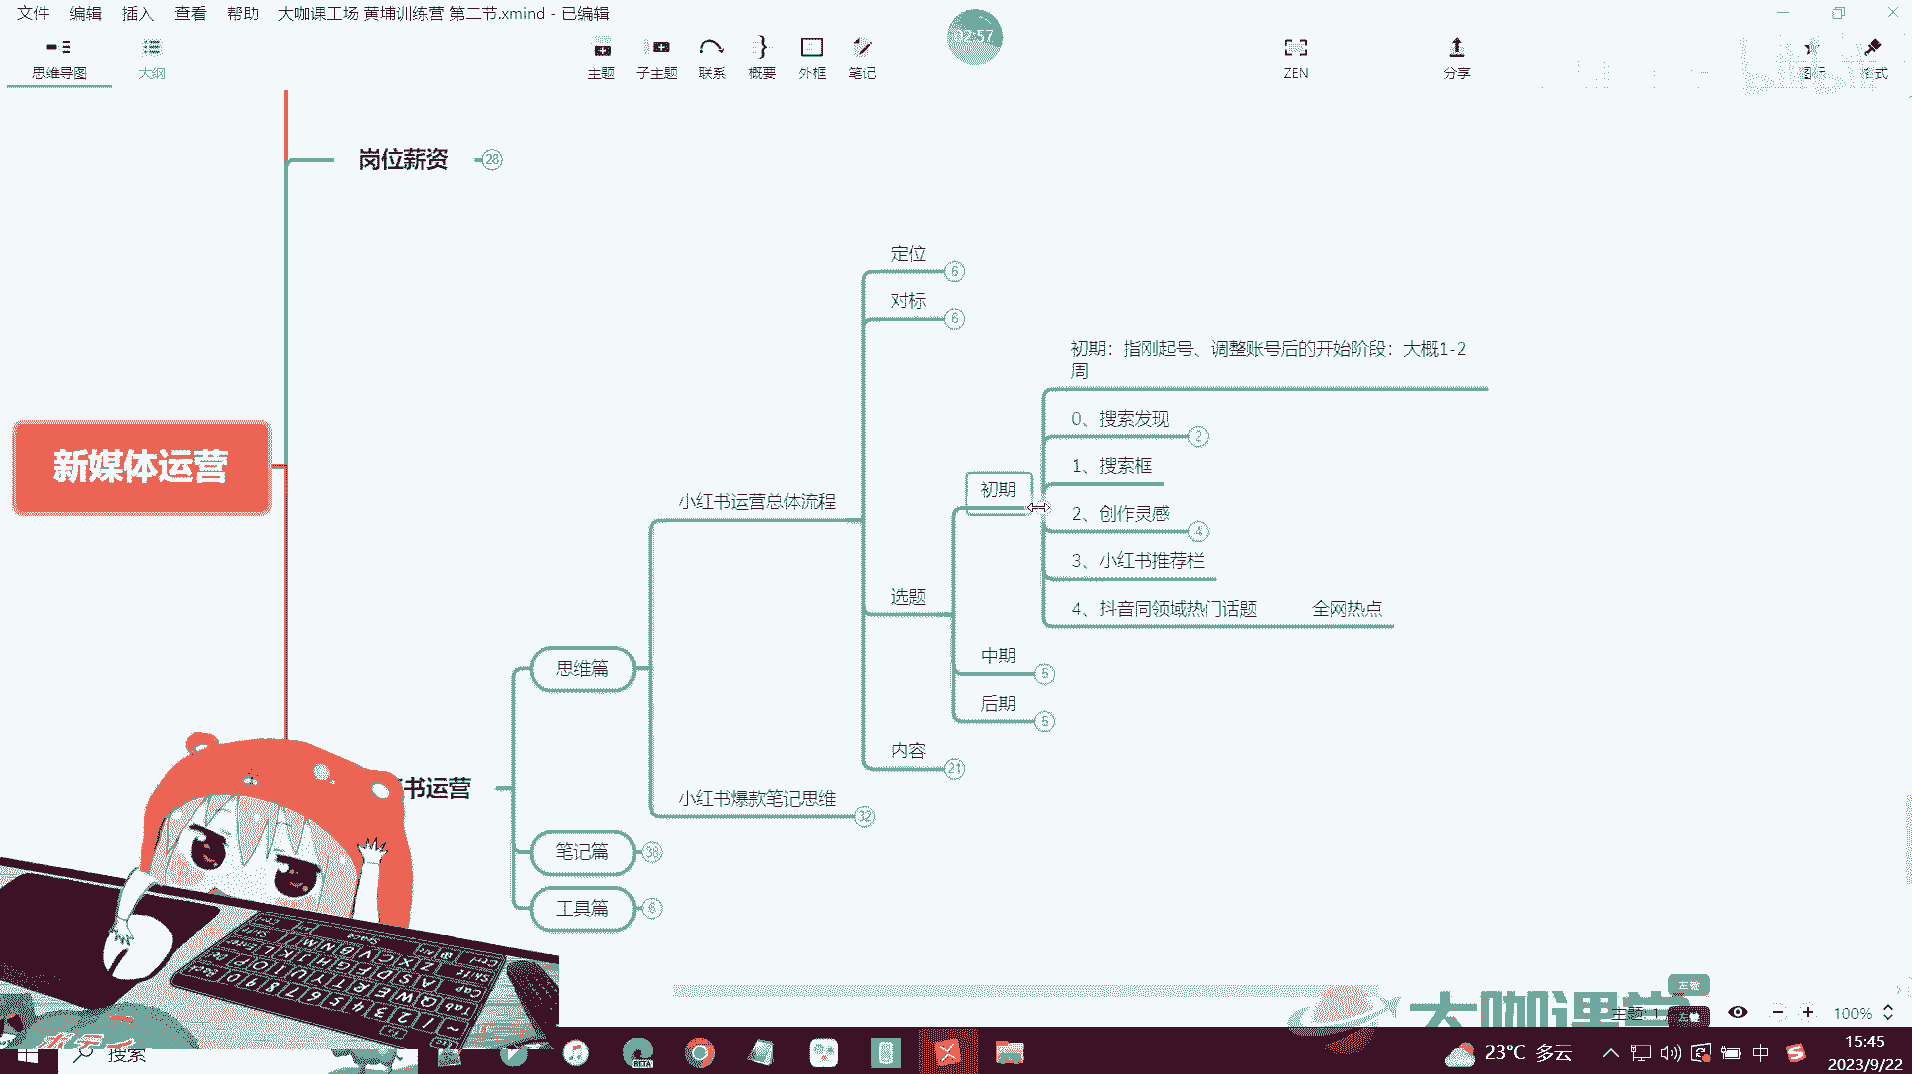 文件 编辑 插入 查看 帮助 大咖课工场 黄埔训练营 第二节.xmind - 已编辑
02:57
思维导图 大纲 主题 子主题 联系 概要 外框 笔记 ZEN 分享 图标 格式
岗位薪资 28
定位 6
对标 6
初期：指刚起号、调整账号后的开始阶段：大概1-2
周
0、搜索发现 2
1、搜索框
新媒体运营
初期
小红书运营总体流程
2、创作灵感 4
3、小红书推荐栏
选题
4、抖音同领域热门话题 全网热点
中期 5
思维篇
后期 5
内容 21
书运营
小红书爆款笔记思维 32
笔记篇 38
工具篇 6
左键
大咖课堂
主题: 1
左键
100%
搜索
BETA
23°C 多云
中
15:45
2023/9/22